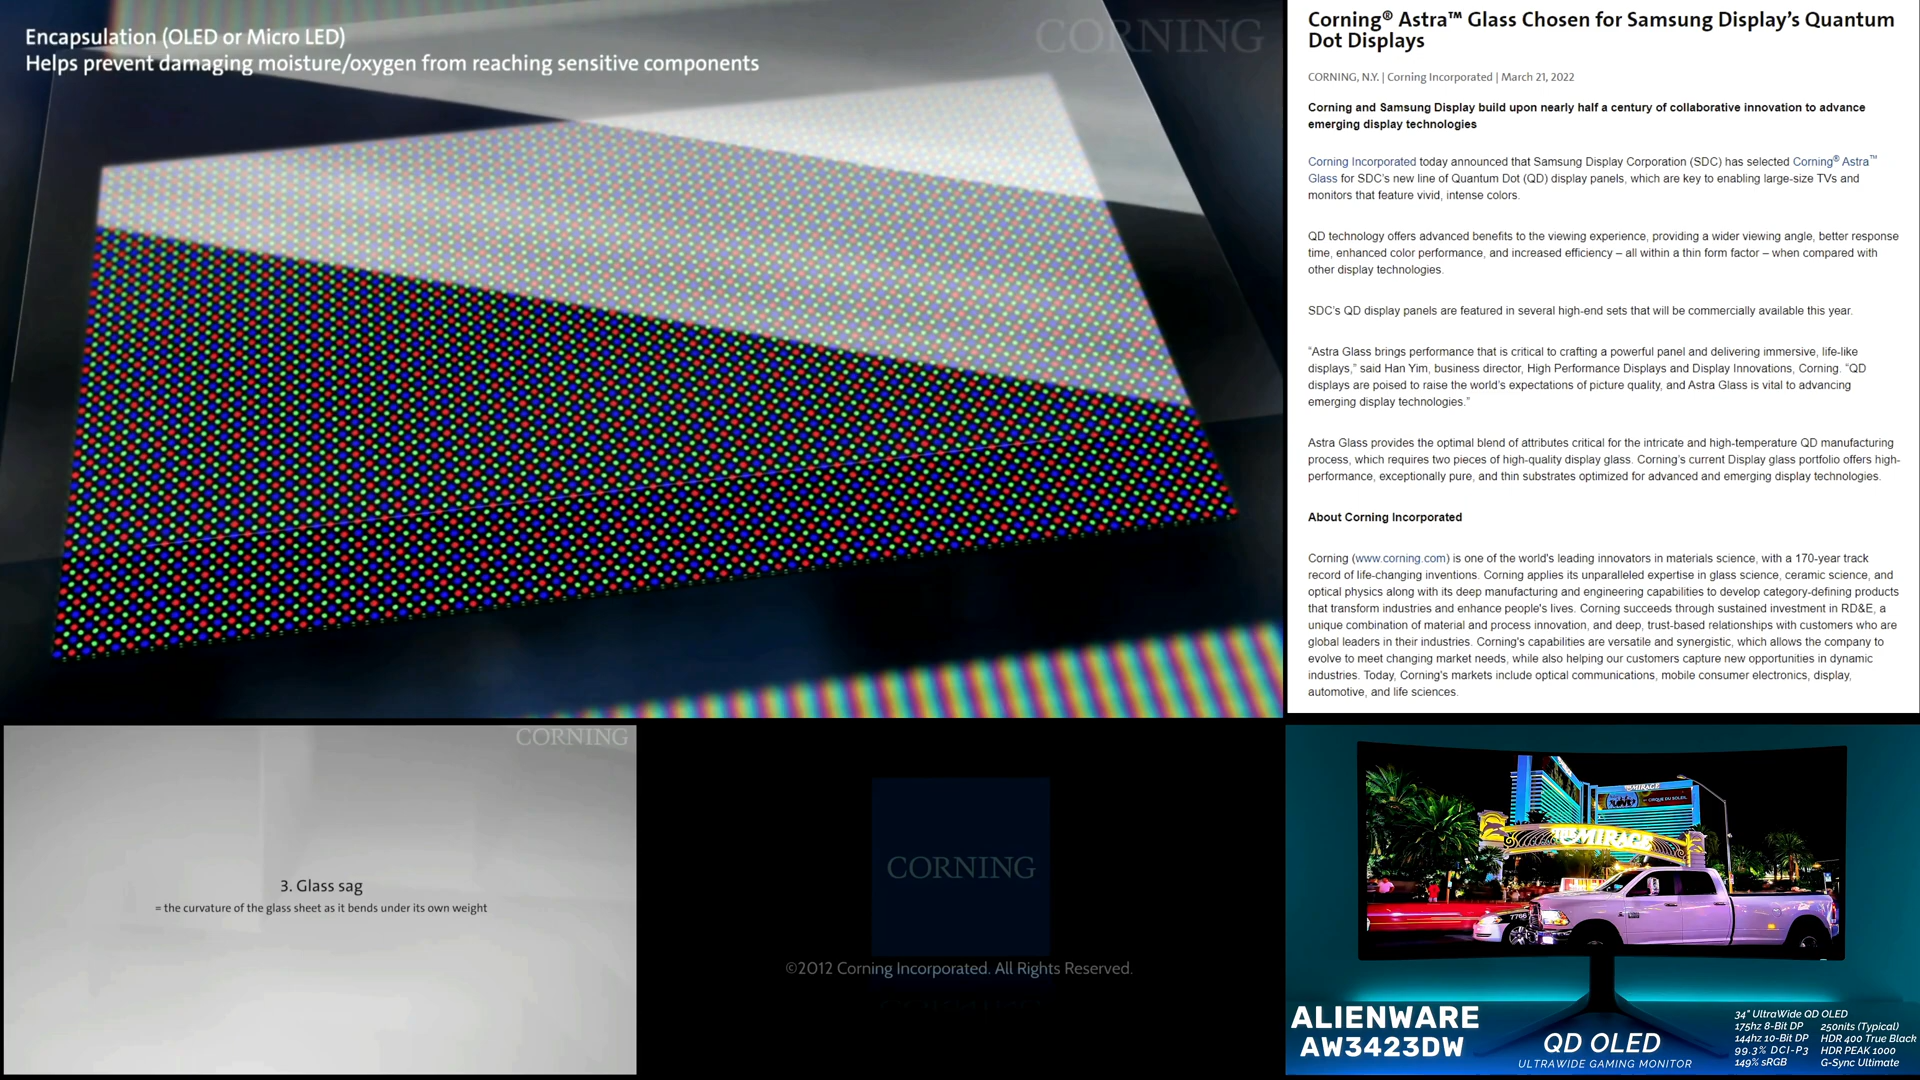 Encapsulation (OLED or Micro LED)
Helps prevent damaging moisture/oxygen from reaching sensitive components
CORNING
Corning® Astra™ Glass Chosen for Samsung Display's Quantum
Dot Displays
CORNING, N.Y. | Corning Incorporated | March 21, 2022
Corning and Samsung Display build upon nearly half a century of collaborative innovation to advance
emerging display technologies
Corning Incorporated today announced that Samsung Display Corporation (SDC) has selected Corning® Astra™
Glass for SDC's new line of Quantum Dot (QD) display panels, which are key to enabling large-size TVs and
monitors that feature vivid, intense colors.
QD technology offers advanced benefits to the viewing experience, providing a wider viewing angle, better response
time, enhanced color performance, and increased efficiency – all within a thin form factor – when compared with
other display technologies.
SDC's QD display panels are featured in several high-end sets that will be commercially available this year.
"Astra Glass brings performance that is critical to crafting a powerful panel and delivering immersive, life-like
displays," said Han Yim, business director, High Performance Displays and Display Innovations, Corning. "QD
displays are poised to raise the world's expectations of picture quality, and Astra Glass is vital to advancing
emerging display technologies."
Astra Glass provides the optimal blend of attributes critical for the intricate and high-temperature QD manufacturing
process, which requires two pieces of high-quality display glass. Corning's current Display glass portfolio offers high-
performance, exceptionally pure, and thin substrates optimized for advanced and emerging display technologies.
About Corning Incorporated
Corning (www.corning.com) is one of the world's leading innovators in materials science, with a 170-year track
record of life-changing inventions. Corning applies its unparalleled expertise in glass science, ceramic science, and
optical physics along with its deep manufacturing and engineering capabilities to develop category-defining products
that transform industries and enhance people's lives. Corning succeeds through sustained investment in RD&E, a
unique combination of material and process innovation, and deep, trust-based relationships with customers who are
global leaders in their industries. Corning's capabilities are versatile and synergistic, which allows the company to
evolve to meet changing market needs, while also helping our customers capture new opportunities in dynamic
industries. Today, Corning's markets include optical communications, mobile consumer electronics, display,
automotive, and life sciences.
CORNING
3. Glass sag
= the curvature of the glass sheet as it bends under its own weight
CORNING
©2012 Corning Incorporated. All Rights Reserved.
MIRAGE
CIRQUE DU SOLEIL
THE MIRAGE
7766
ALIENWARE
AW3423DW
QD OLED
ULTRAWIDE GAMING MONITOR
34" UltraWide QD OLED
175hz 8-Bit DP
144hz 10-Bit DP
99.3% DCI-P3
149% sRGB
250nits (Typical)
HDR 400 True Black
HDR PEAK 1000
G-Sync Ultimate